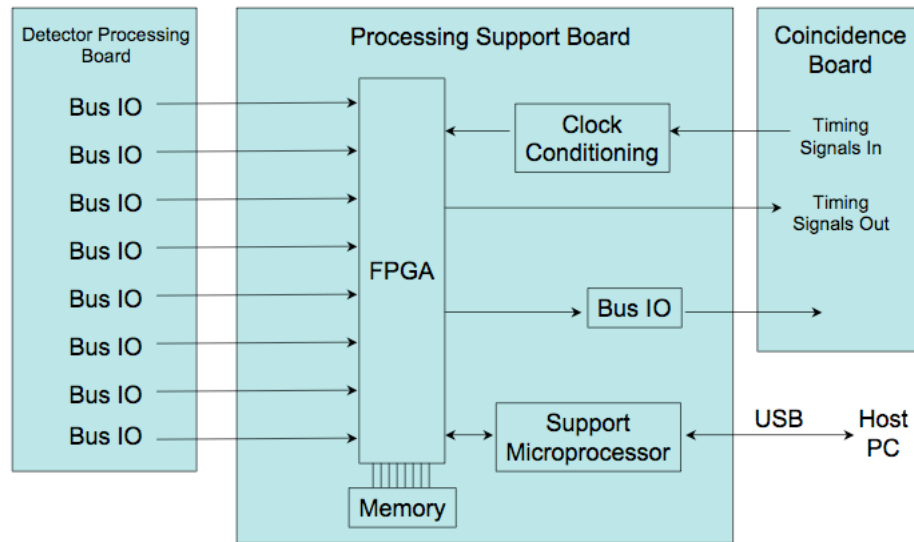 Detector Processing
Board
Bus IO
Bus IO
Bus IO
Bus IO
Bus IO
Bus IO
Bus IO
Bus IO
Processing Support Board
FPGA
Clock
Conditioning
Bus IO
Support
Microprocessor
Memory
Coincidence
Board
Timing
Signals In
Timing
Signals Out
USB
Host
PC